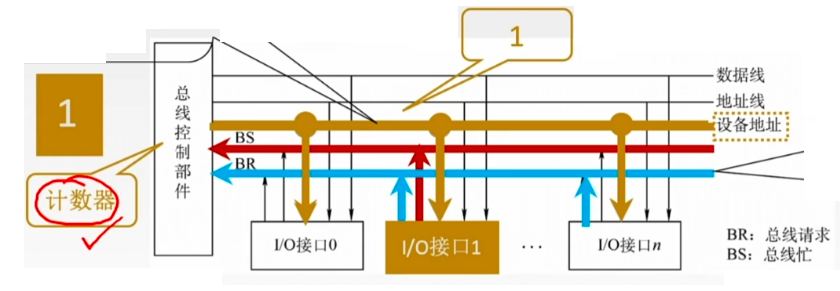 1
1
数据线
地址线
设备地址
总线控制部件
BS
BR
计数器
I/O接口0
I/O接口1
···
I/O接口n
BR：总线请求
BS：总线忙